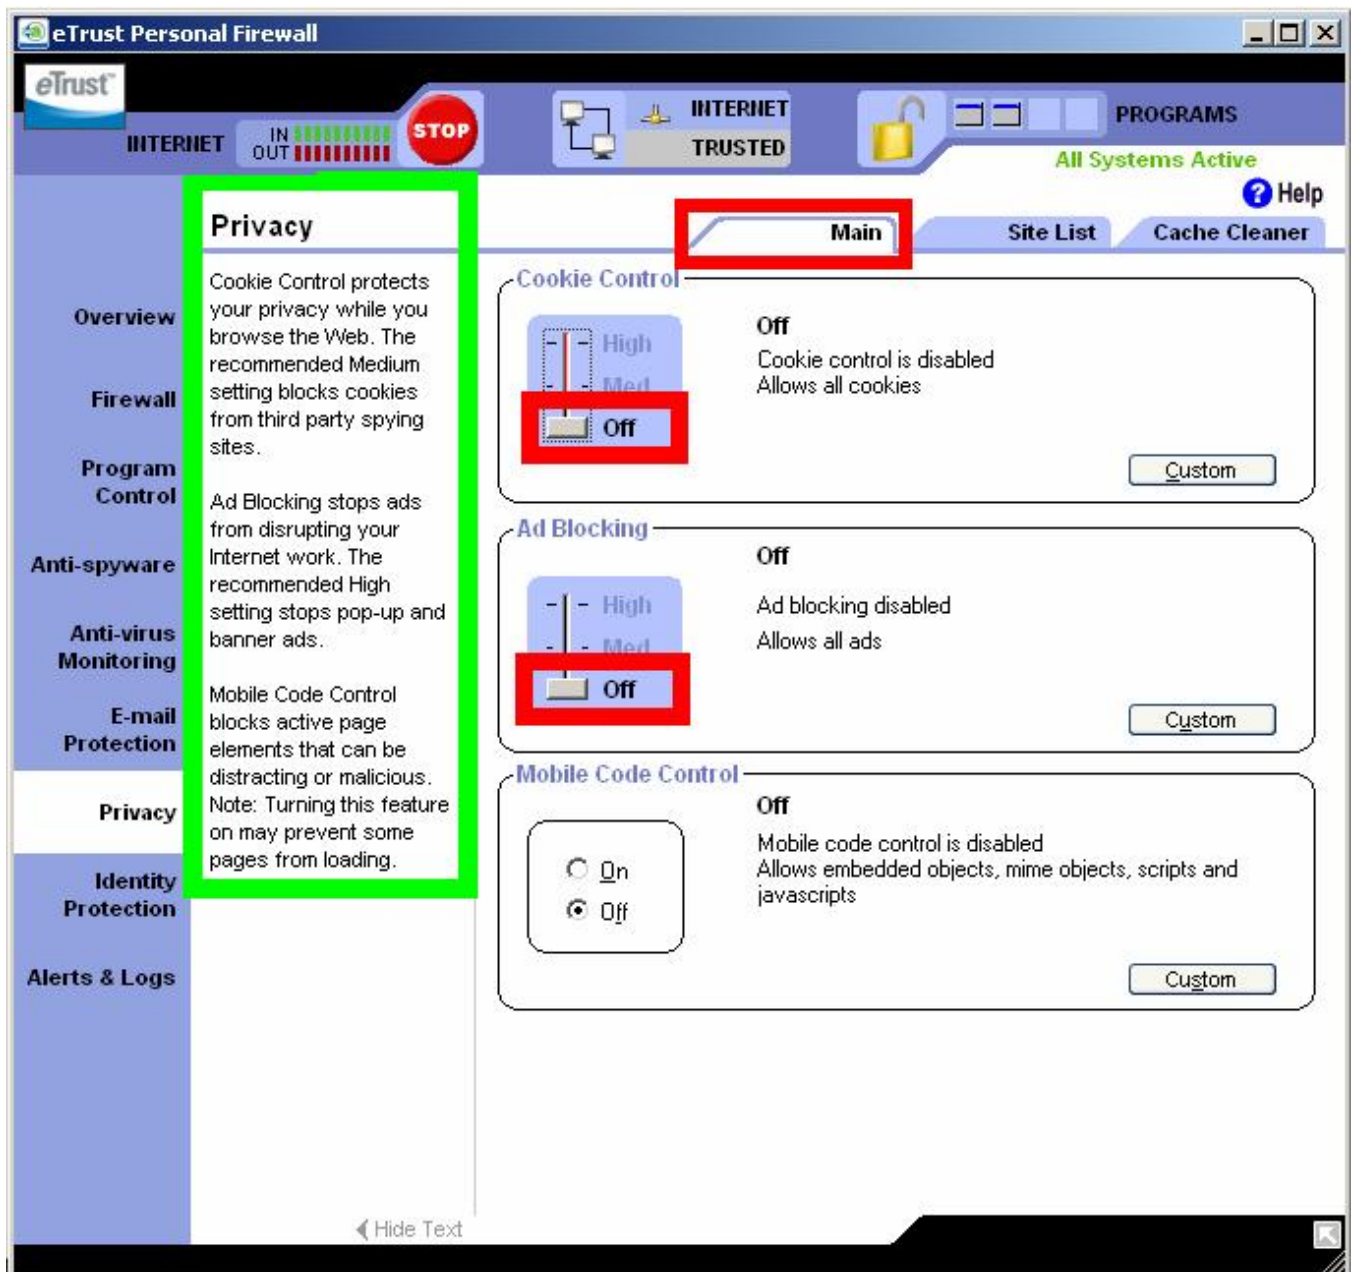 eTrust Personal Firewall
eTrust™
INTERNET
IN
OUT
STOP
INTERNET
TRUSTED
PROGRAMS
All Systems Active
? Help
Main
Site List
Cache Cleaner
Overview
Firewall
Program
Control
Anti-spyware
Anti-virus
Monitoring
E-mail
Protection
Privacy
Identity
Protection
Alerts & Logs
Privacy
Cookie Control protects
your privacy while you
browse the Web. The
recommended Medium
setting blocks cookies
from third party spying
sites.
Ad Blocking stops ads
from disrupting your
Internet work. The
recommended High
setting stops pop-up and
banner ads.
Mobile Code Control
blocks active page
elements that can be
distracting or malicious.
Note: Turning this feature
on may prevent some
pages from loading.
Hide Text
Cookie Control
High
Med
Off
Off
Cookie control is disabled
Allows all cookies
Custom
Ad Blocking
High
Med
Off
Off
Ad blocking disabled
Allows all ads
Custom
Mobile Code Control
On
Off
Off
Mobile code control is disabled
Allows embedded objects, mime objects, scripts and
javascripts
Custom